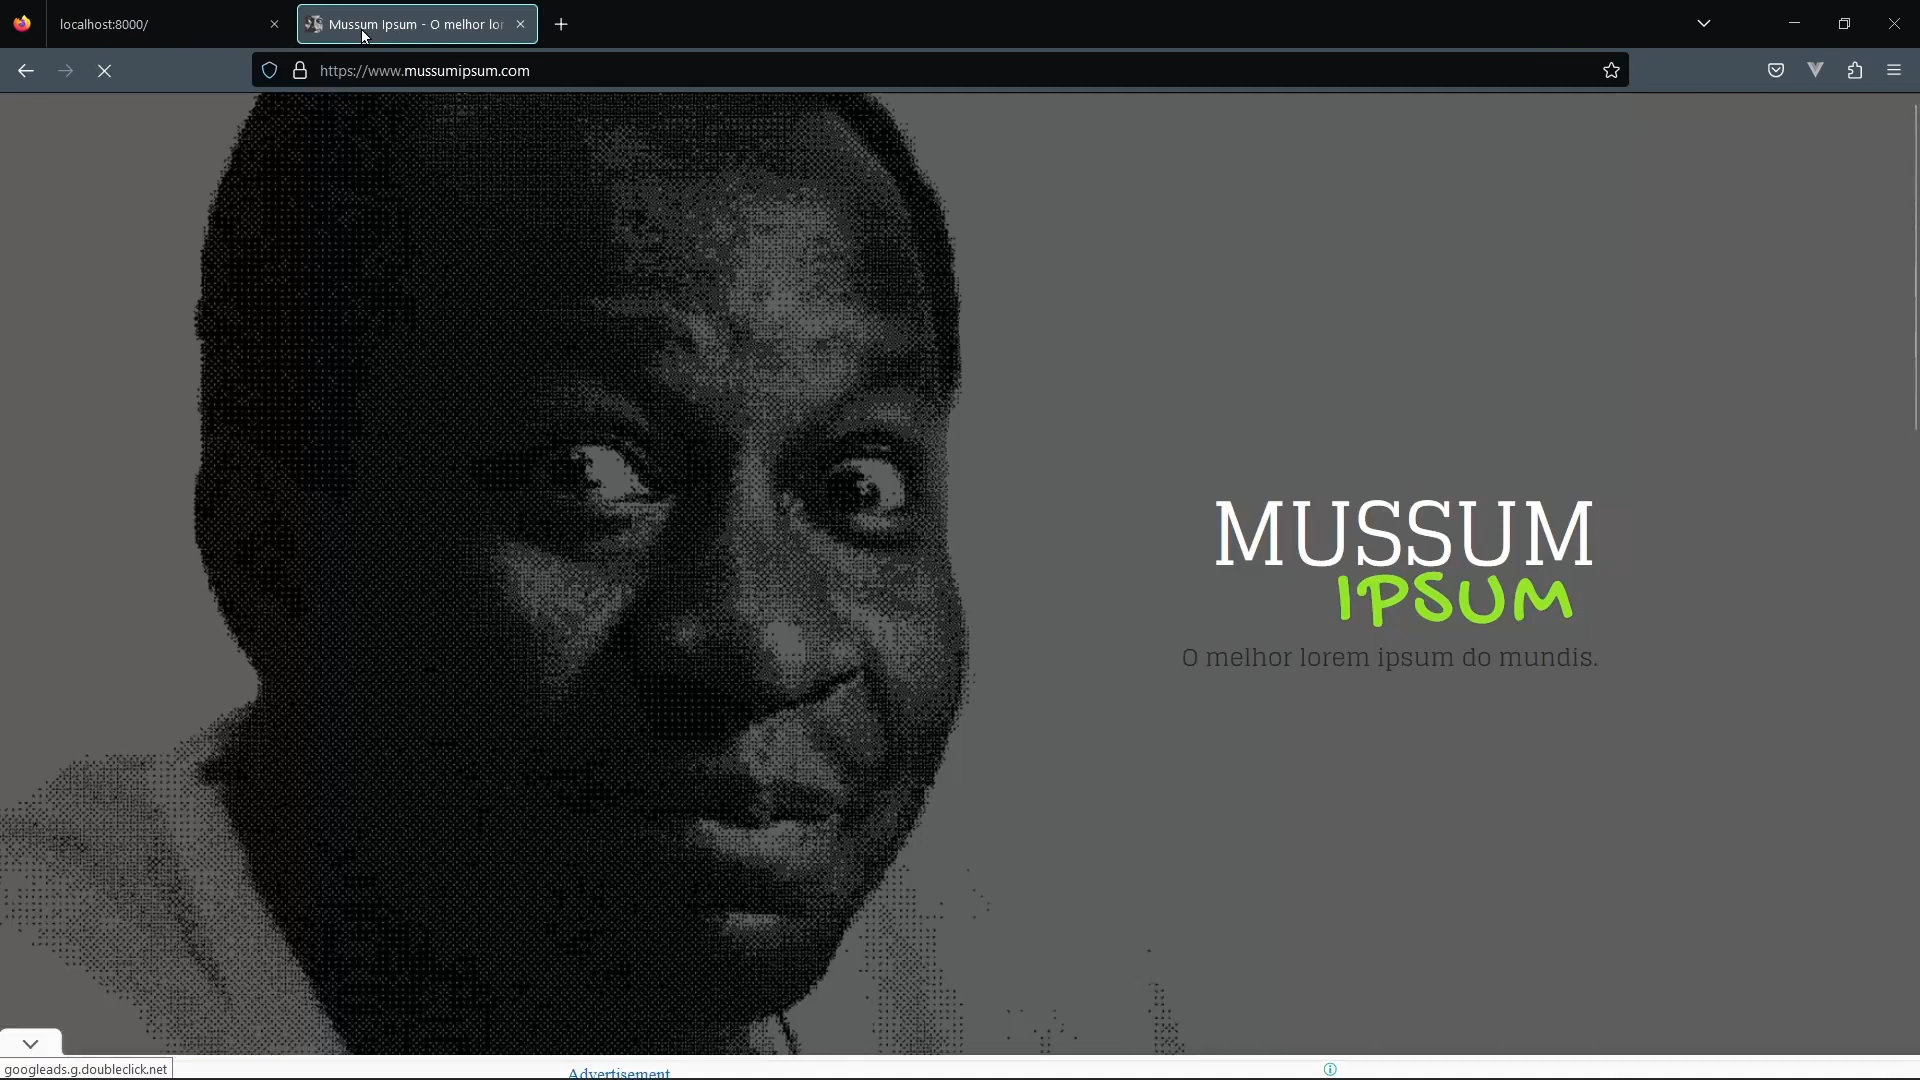 localhost:8000/
Mussum Ipsum - O melhor lor
https://www.mussumipsum.com
MUSSUM
IPSUM
O melhor lorem ipsum do mundis.
googleads.g.doubleclick.net
Advertisement